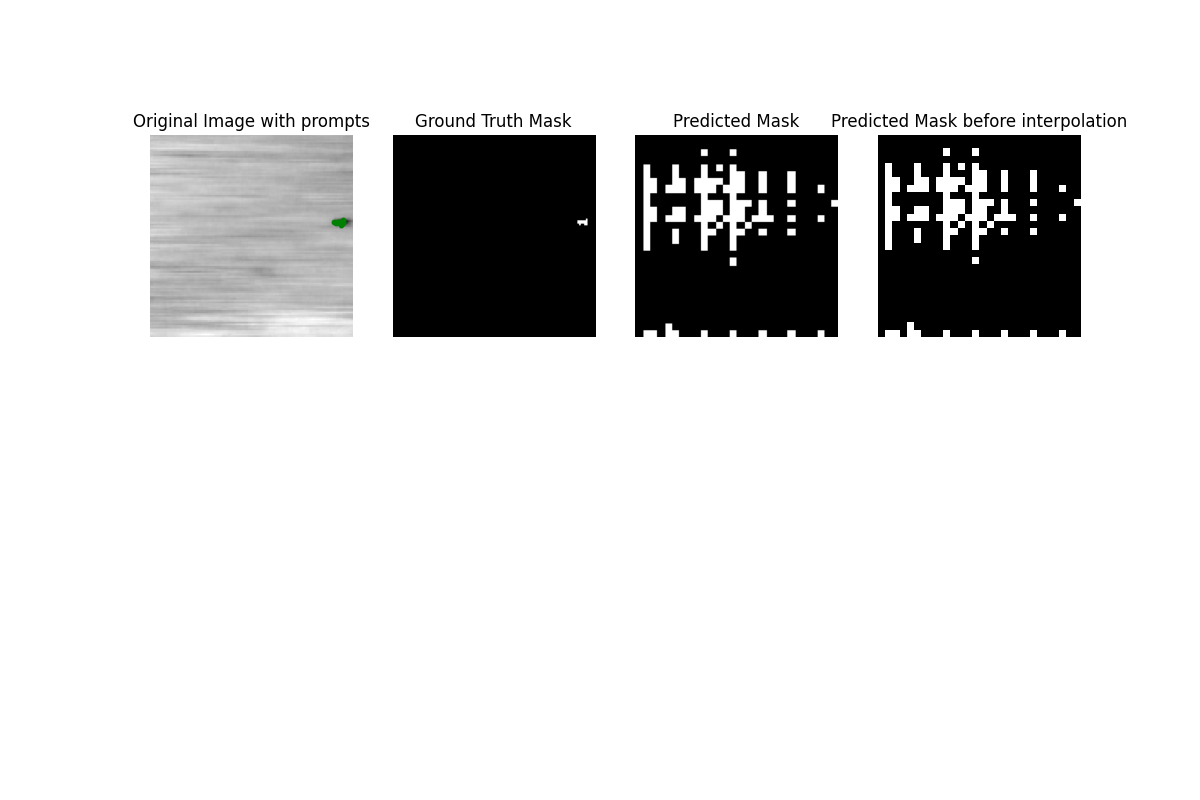 Original Image with prompts
Ground Truth Mask
Predicted Mask
Predicted Mask before interpolation